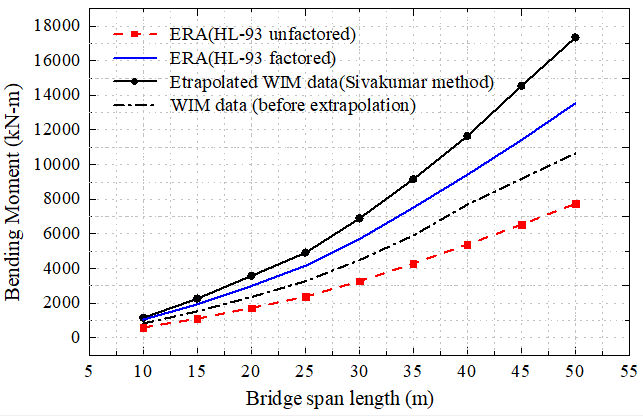 18000
16000
14000
12000
10000
8000
6000
4000
2000
0
Bending Moment (kN-m)
ERA(HL-93 unfactored)
ERA(HL-93 factored)
Etrapolated WIM data(Sivakumar method)
WIM data (before extrapolation)
5 10 15 20 25 30 35 40 45 50 55
Bridge span length (m)